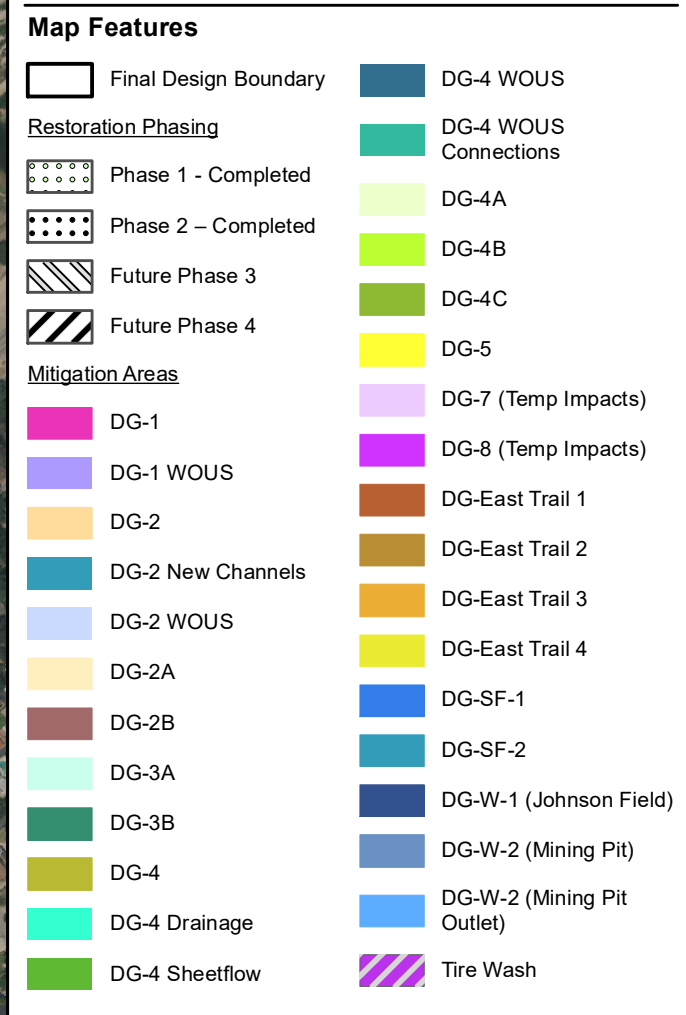 Map Features
Final Design Boundary
Restoration Phasing
Phase 1 - Completed
Phase 2 – Completed
Future Phase 3
Future Phase 4
Mitigation Areas
DG-1
DG-1 WOUS
DG-2
DG-2 New Channels
DG-2 WOUS
DG-2A
DG-2B
DG-3A
DG-3B
DG-4
DG-4 Drainage
DG-4 Sheetflow
DG-4 WOUS
DG-4 WOUS
Connections
DG-4A
DG-4B
DG-4C
DG-5
DG-7 (Temp Impacts)
DG-8 (Temp Impacts)
DG-East Trail 1
DG-East Trail 2
DG-East Trail 3
DG-East Trail 4
DG-SF-1
DG-SF-2
DG-W-1 (Johnson Field)
DG-W-2 (Mining Pit)
DG-W-2 (Mining Pit
Outlet)
Tire Wash